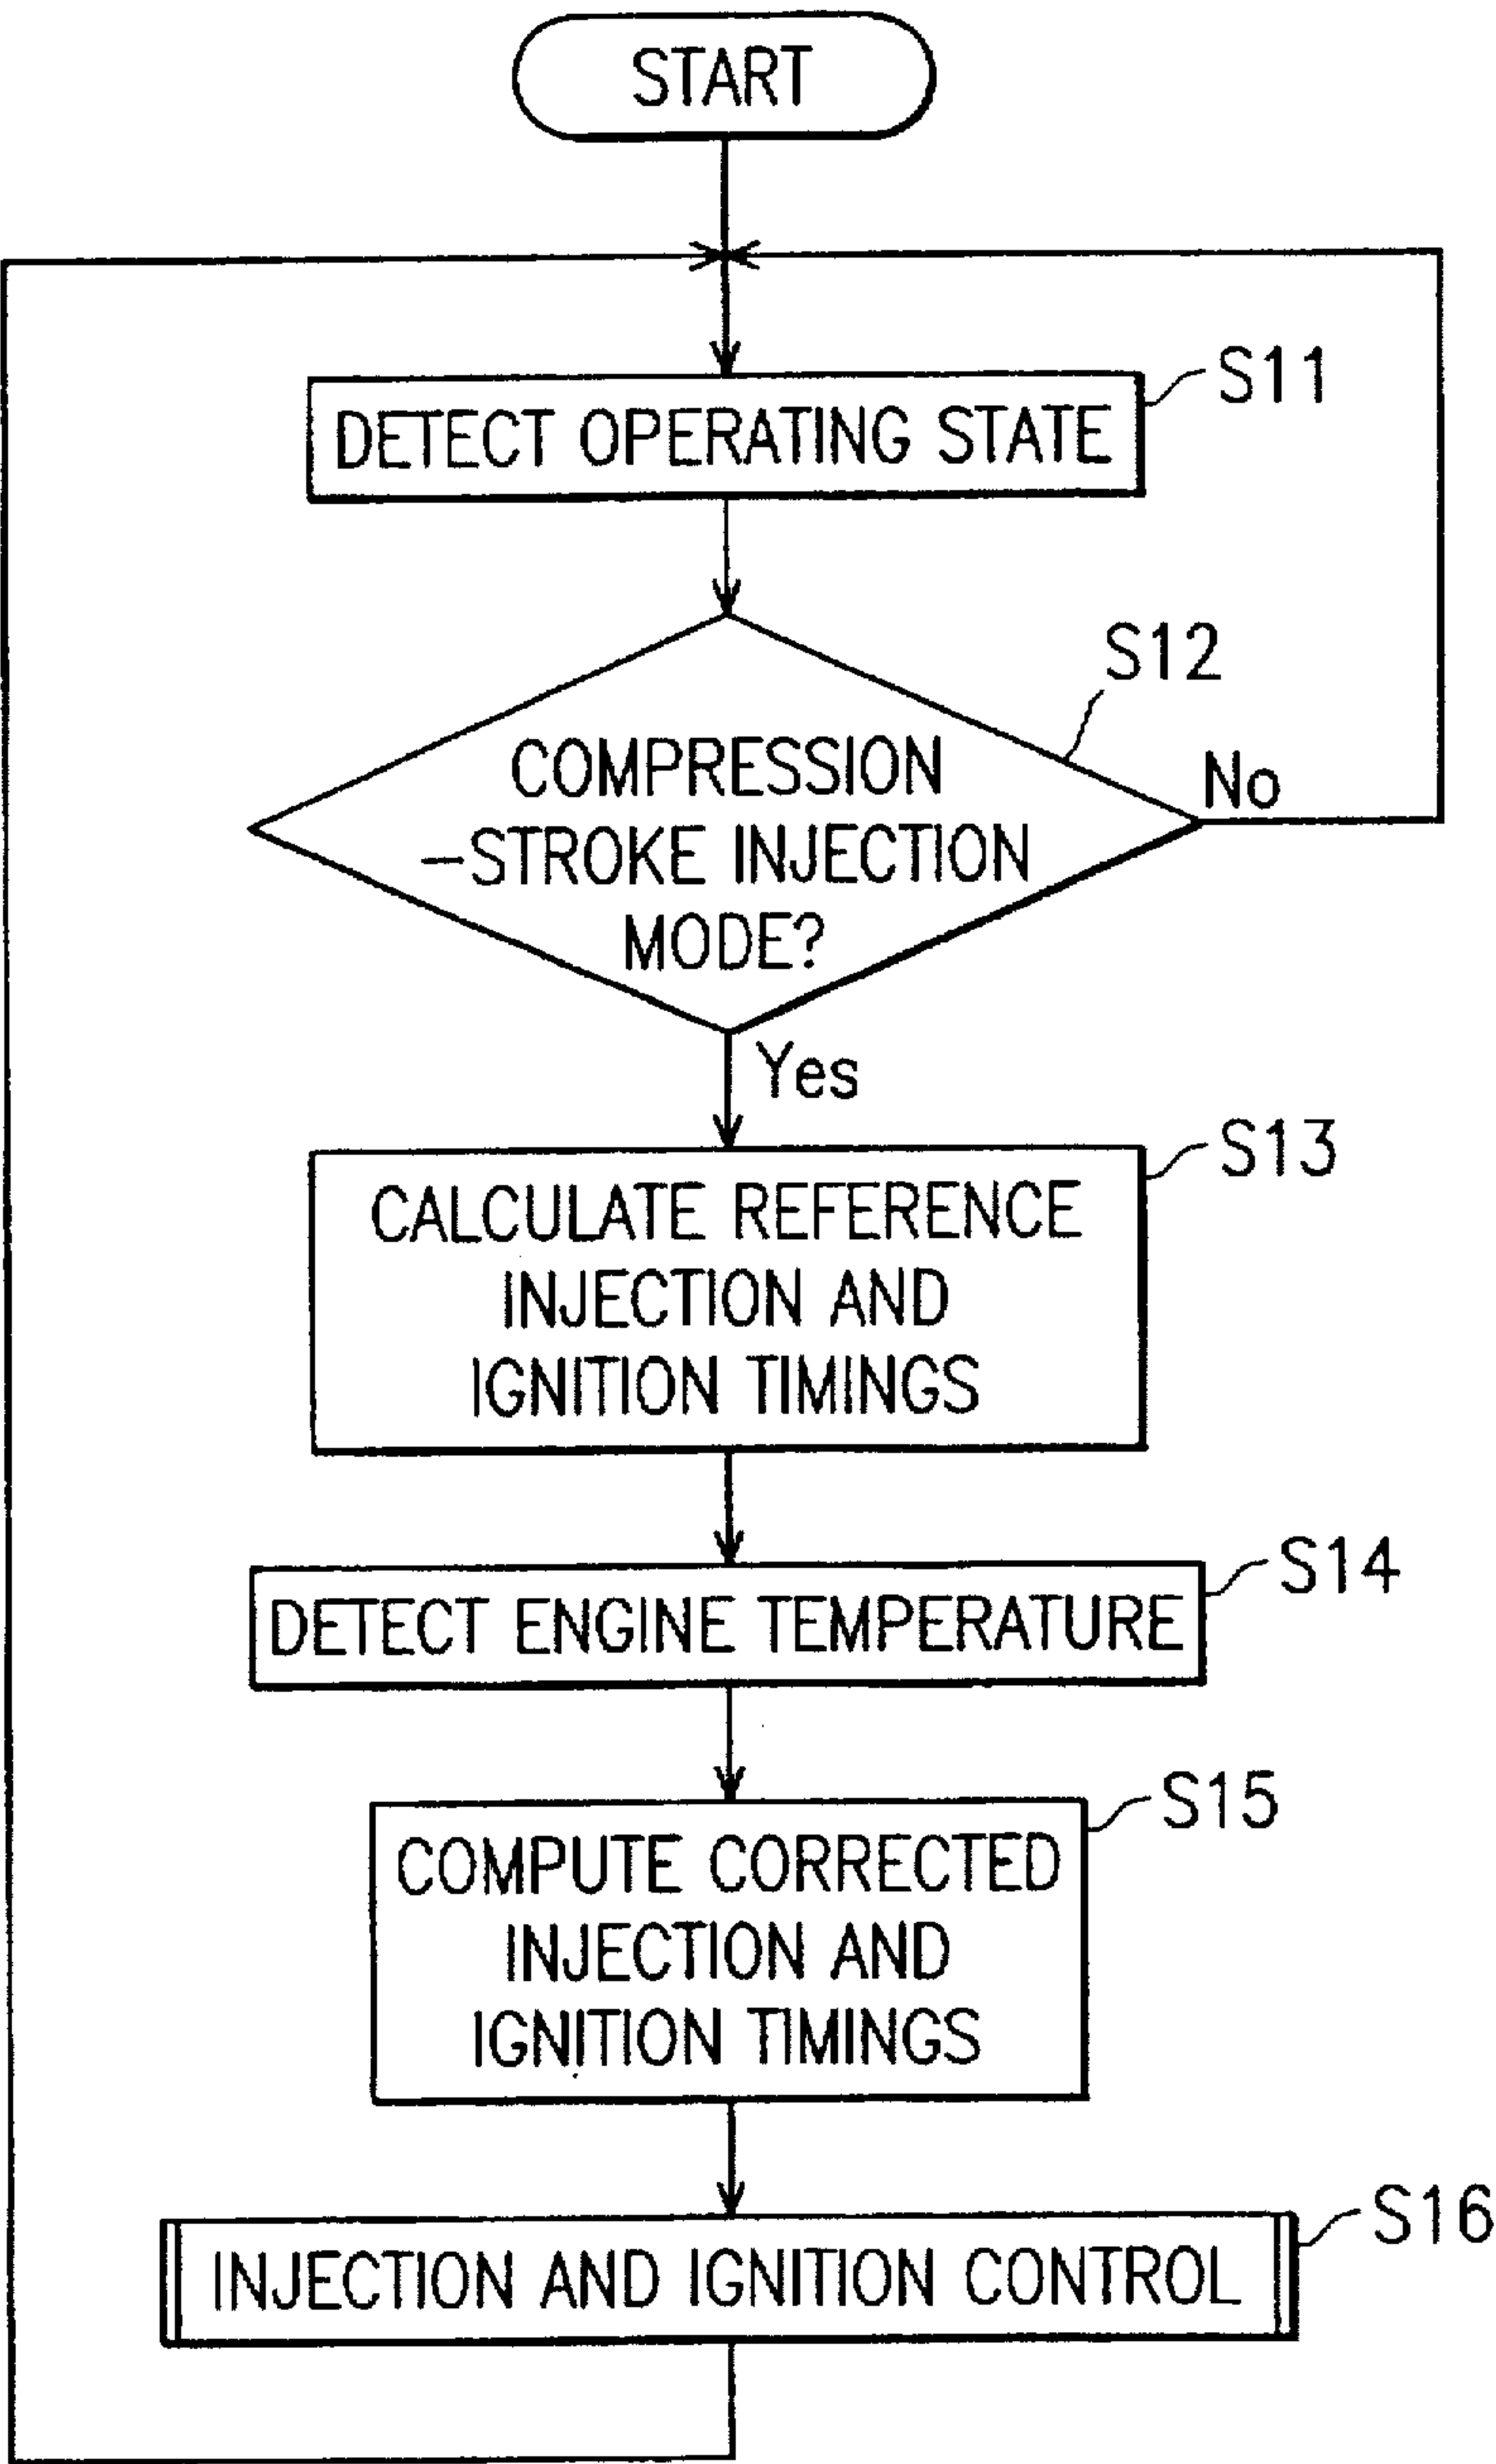 START
S11
DETECT OPERATING STATE
S12
COMPRESSION
-STROKE INJECTION
MODE?
No
Yes
S13
CALCULATE REFERENCE
INJECTION AND
IGNITION TIMINGS
S14
DETECT ENGINE TEMPERATURE
S15
COMPUTE CORRECTED
INJECTION AND
IGNITION TIMINGS
S16
INJECTION AND IGNITION CONTROL